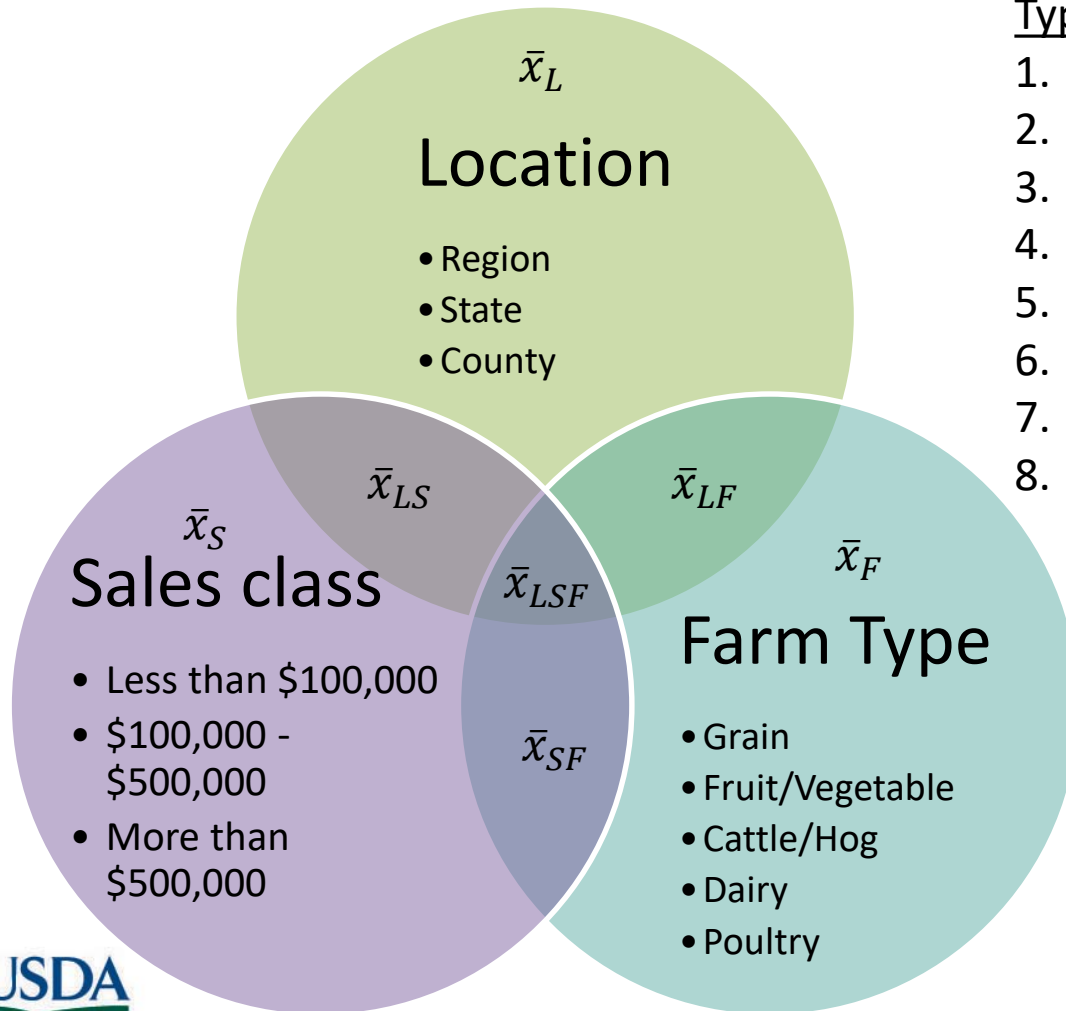 Typ
1.
2.
3.
4.
5.
6.
7.
8.
x̄_L
Location
• Region
• State
• County
x̄_LS
x̄_LF
x̄_S
Sales class
• Less than $100,000
• $100,000 -
$500,000
• More than
$500,000
x̄_LSF
x̄_SF
x̄_F
Farm Type
• Grain
• Fruit/Vegetable
• Cattle/Hog
• Dairy
• Poultry
USDA